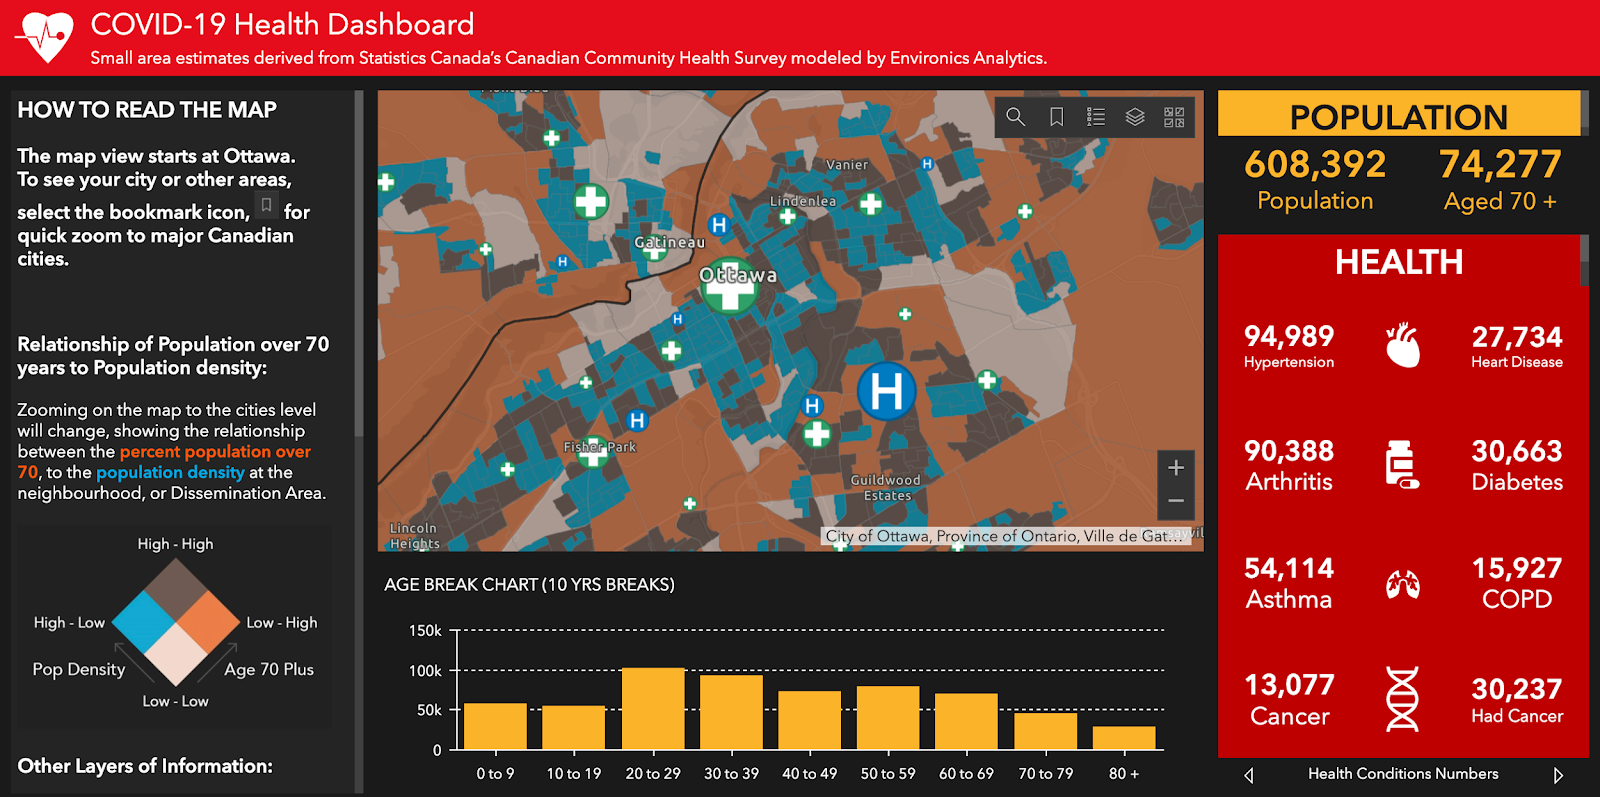 COVID-19 Health Dashboard
Small area estimates derived from Statistics Canada's Canadian Community Health Survey modeled by Environics Analytics.
HOW TO READ THE MAP
The map view starts at Ottawa.
To see your city or other areas,
select the bookmark icon, for
quick zoom to major Canadian
cities.
Relationship of Population over 70
years to Population density:
Zooming on the map to the cities level
will change, showing the relationship
between the percent population over
70, to the population density at the
neighbourhood, or Dissemination Area.
High - High
High - Low
Low - High
Pop Density
Age 70 Plus
Low - Low
Other Layers of Information:
Vanier
Lindenlea
H
H
Gatineau
H
Ottawa
H
H
H
H
Fisher Park
Guildwood
Estates
Lincoln
Heights
+
−
City of Ottawa, Province of Ontario, Ville de Gat...
AGE BREAK CHART (10 YRS BREAKS)
150k
100k
50k
0
0 to 9
10 to 19
20 to 29
30 to 39
40 to 49
50 to 59
60 to 69
70 to 79
80 +
POPULATION
608,392
Population
74,277
Aged 70 +
HEALTH
94,989
Hypertension
27,734
Heart Disease
90,388
Arthritis
30,663
Diabetes
54,114
Asthma
15,927
COPD
13,077
Cancer
30,237
Had Cancer
Health Conditions Numbers